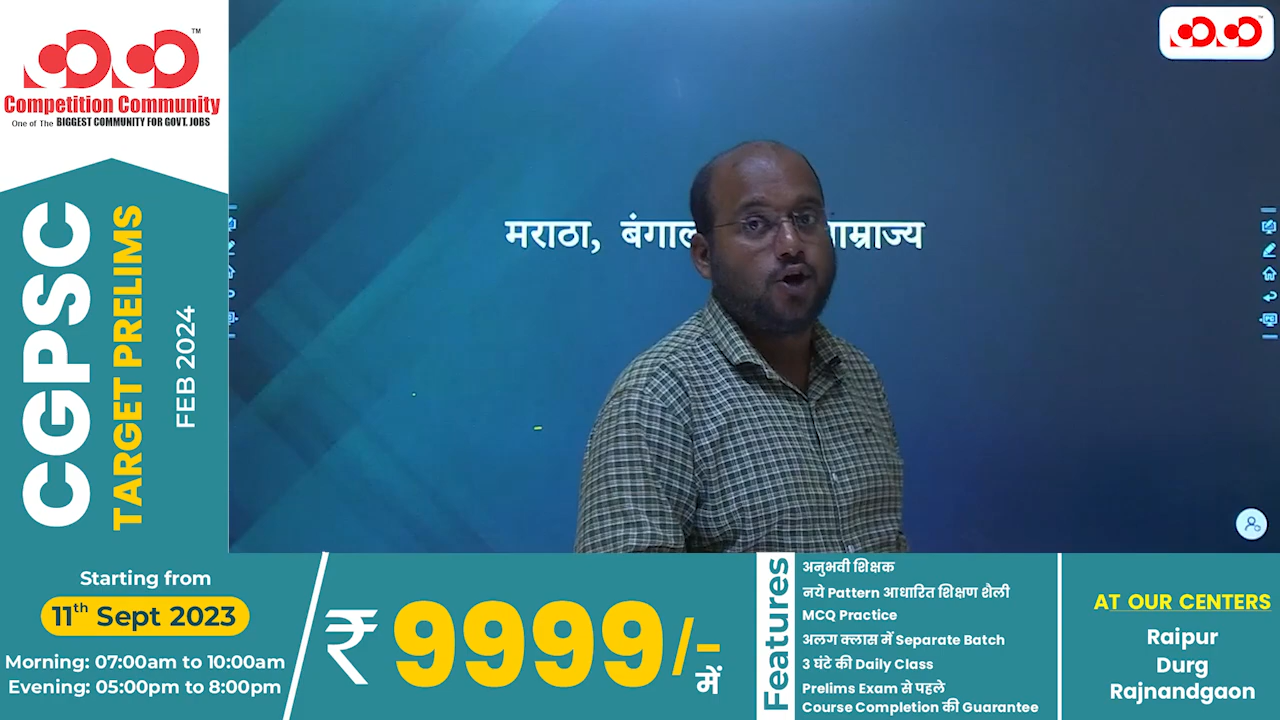 TM
Competition Community
One of The BIGGEST COMMUNITY FOR GOVT. JOBS
CGPSC
TARGET PRELIMS
FEB 2024
मराठा, साम्राज्य
Starting from
11th Sept 2023
Morning: 07:00am to 10:00am
Evening: 05:00pm to 8:00pm
₹ 9999/- में
Features
अनुभवी शिक्षक
नये Pattern आधारित शिक्षण शैली
MCQ Practice
अलग क्लास में Separate Batch
3 घंटे की Daily Class
Prelims Exam से पहले
Course Completion की Guarantee
AT OUR CENTERS
Raipur
Durg
Rajnandgaon